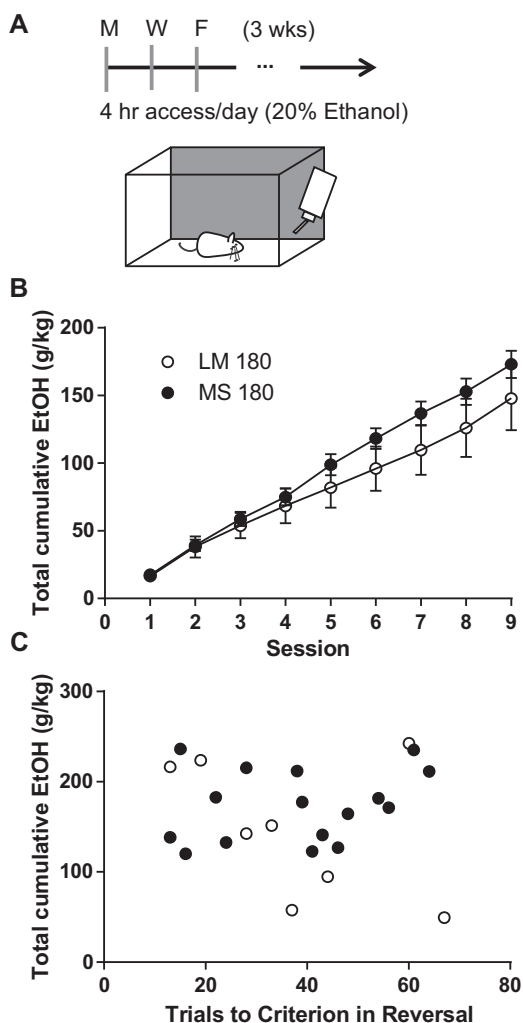 A
M W F (3 wks)
...
4 hr access/day (20% Ethanol)
B
Total cumulative EtOH (g/kg)
200
150
100
50
0
LM 180
MS 180
0 1 2 3 4 5 6 7 8 9
Session
C
Total cumulative EtOH (g/kg)
300
200
100
0
0 20 40 60 80
Trials to Criterion in Reversal